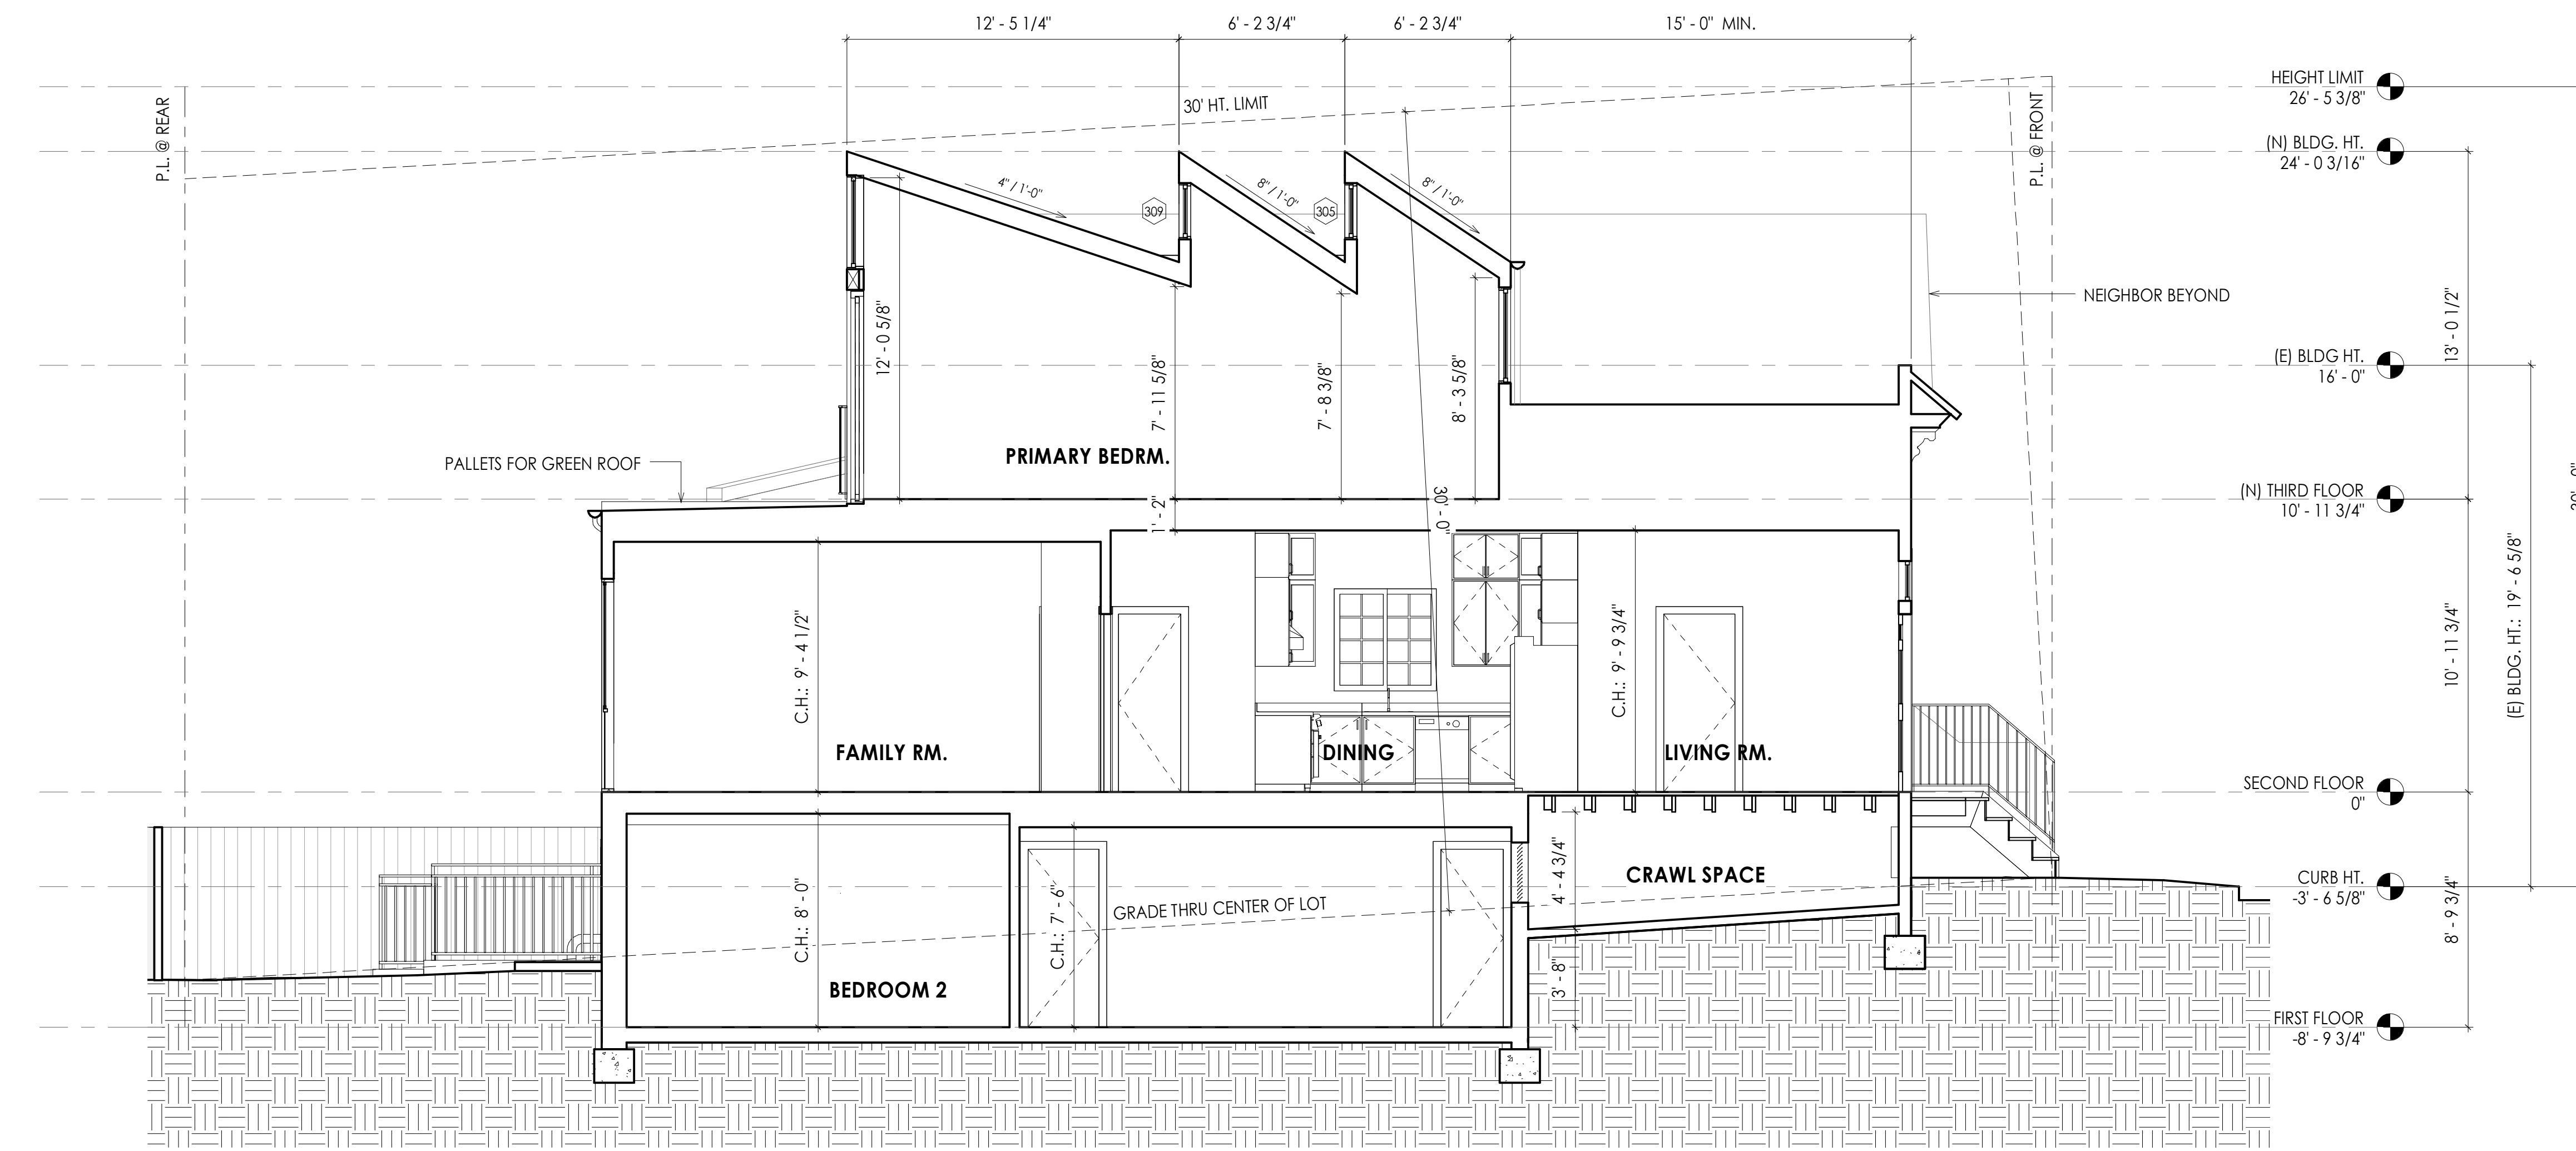 12' - 5 1/4"
6' - 2 3/4"
6' - 2 3/4"
15' - 0" MIN.
HEIGHT LIMIT
26' - 5 3/8"
30' HT. LIMIT
P.L. @ REAR
P.L. @ FRONT
(N) BLDG. HT.
24' - 0 3/16"
4" / 1'-0"
8" / 1'-0"
8" / 1'-0"
309
305
NEIGHBOR BEYOND
12' - 0 5/8"
7' - 11 5/8"
7' - 8 3/8"
8' - 3 5/8"
13' - 0 1/2"
(E) BLDG HT.
16' - 0"
PRIMARY BEDRM.
PALLETS FOR GREEN ROOF
(N) THIRD FLOOR
10' - 11 3/4"
1' - 2"
30' - 0"
C.H.: 9' - 4 1/2"
C.H.: 9' - 9 3/4"
10' - 11 3/4"
(E) BLDG. HT.: 19' - 6 5/8"
FAMILY RM.
DINING
LIVING RM.
SECOND FLOOR
0"
4' - 4 3/4"
CRAWL SPACE
CURB HT.
-3' - 6 5/8"
C.H.: 8' - 0"
C.H.: 7' - 6"
GRADE THRU CENTER OF LOT
8' - 9 3/4"
3' - 8"
BEDROOM 2
FIRST FLOOR
-8' - 9 3/4"